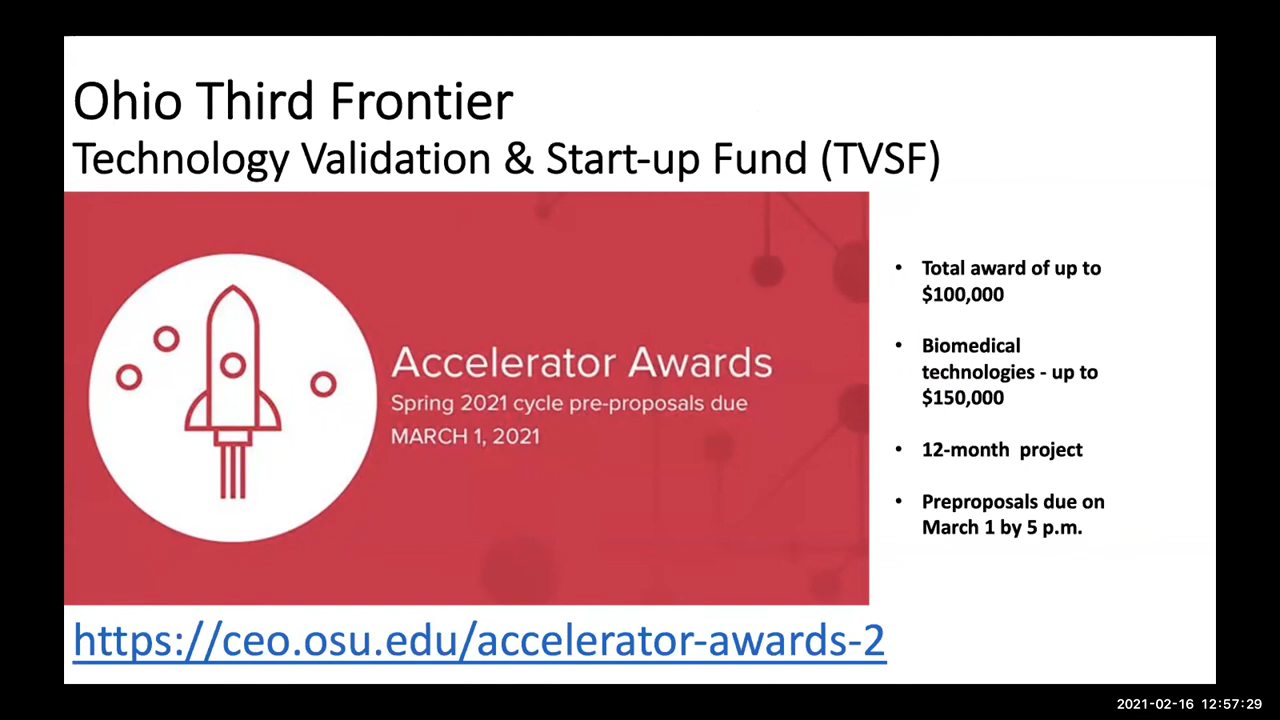 Ohio Third Frontier
Technology Validation & Start-up Fund (TVSF)
Accelerator Awards
Spring 2021 cycle pre-proposals due
MARCH 1, 2021
• Total award of up to
$100,000
• Biomedical
technologies - up to
$150,000
• 12-month project
• Preproposals due on
March 1 by 5 p.m.
https://ceo.osu.edu/accelerator-awards-2
2021-02-16 12:57:29